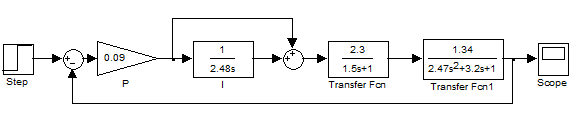 0.09
1
2.48s
2.3
1.5s+1
1.34
2.47s²+3.2s+1
Step
P
I
Transfer Fcn
Transfer Fcn1
Scope